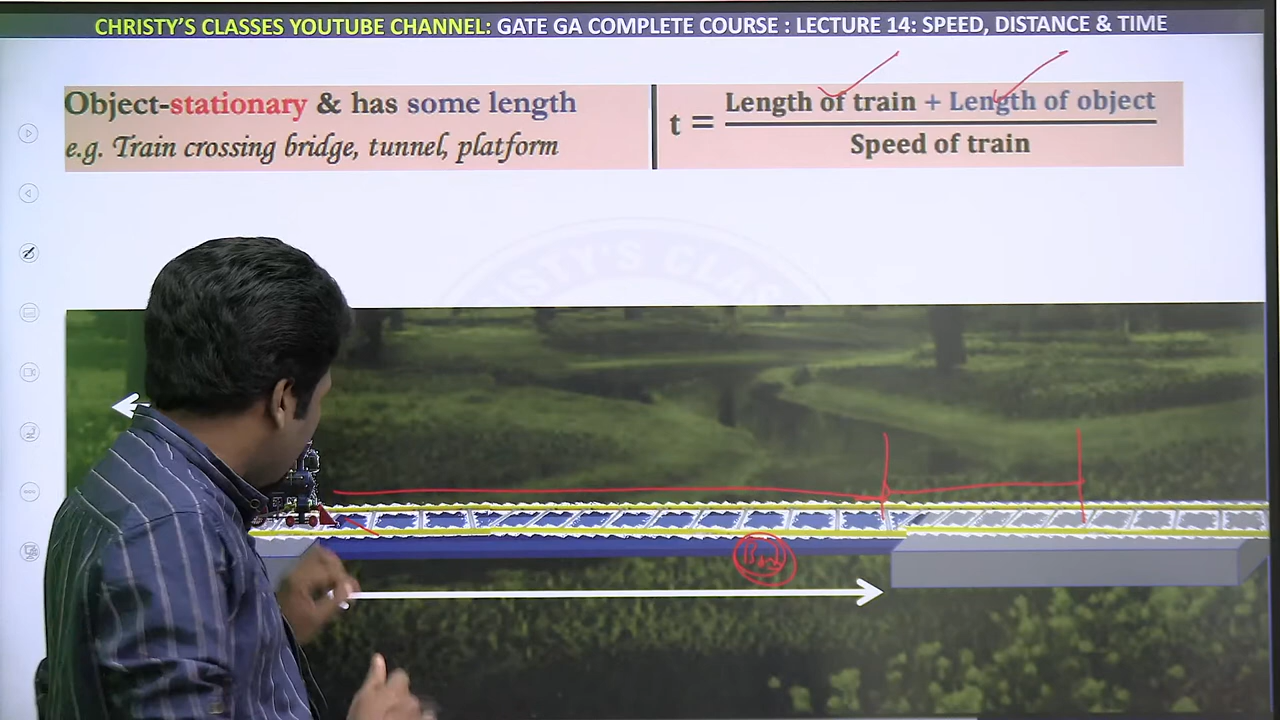 CHRISTY'S CLASSES YOUTUBE CHANNEL: GATE GA COMPLETE COURSE : LECTURE 14: SPEED, DISTANCE & TIME
Object-stationary & has some length
e.g. Train crossing bridge, tunnel, platform
t = Length of train + Length of object
Speed of train